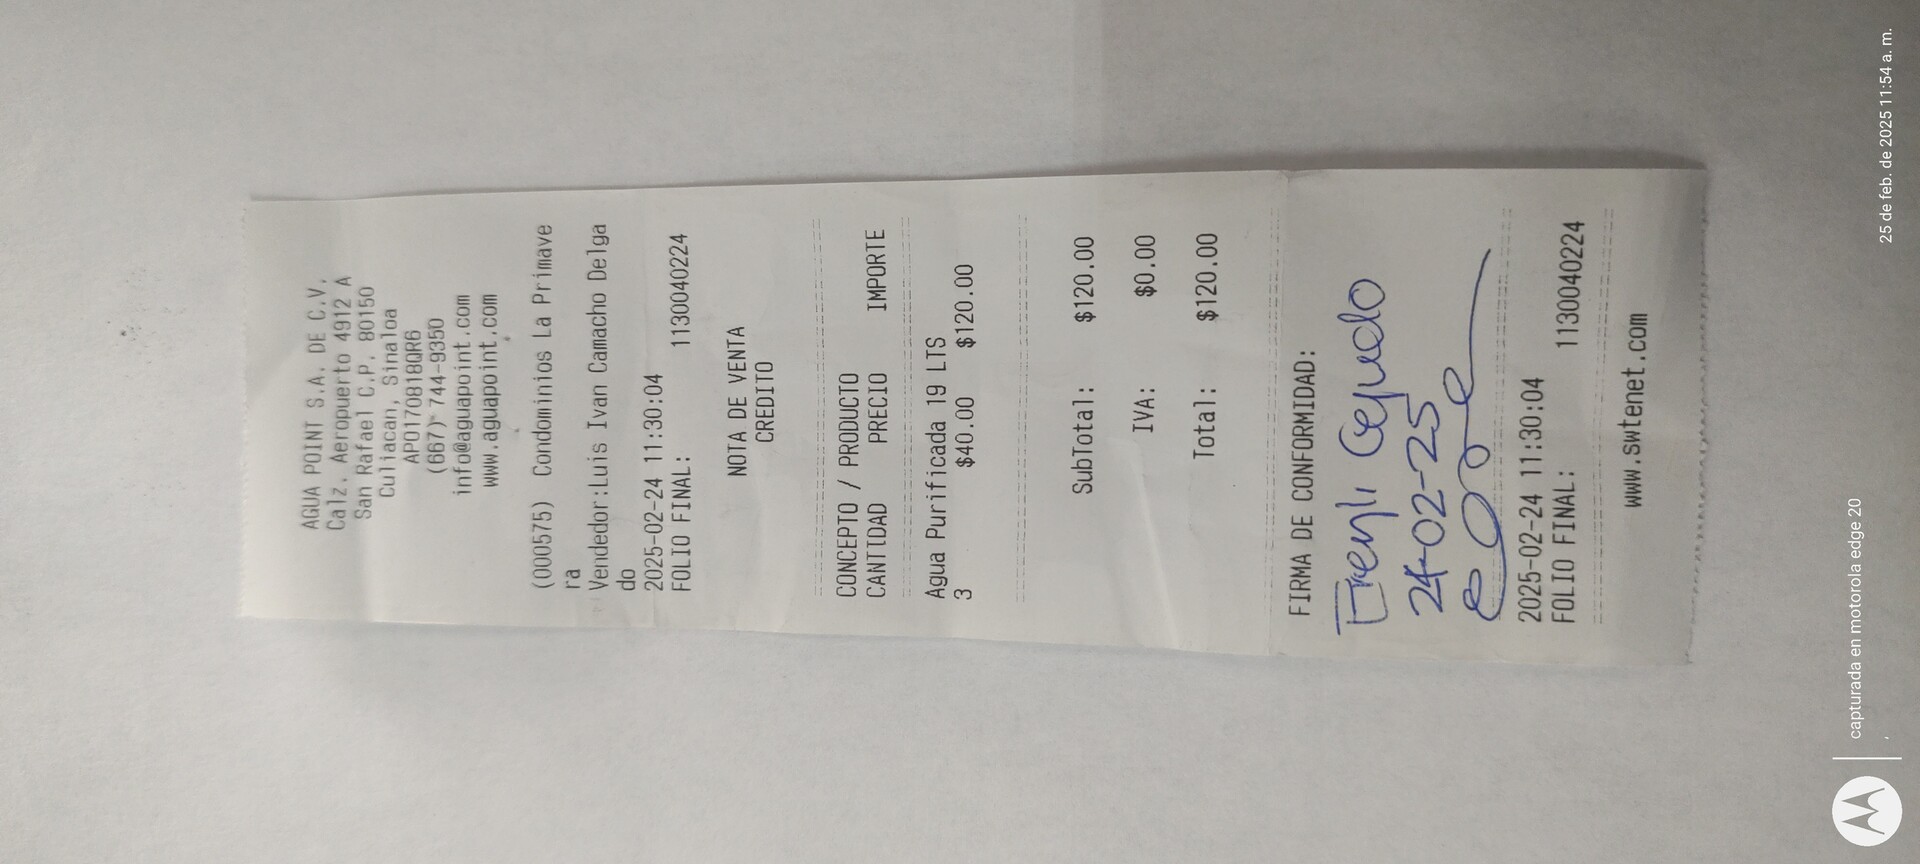 AGUA POINT S.A. DE C.V.
Calz. Aeropuerto 4912 A
San Rafael C.P. 80150
Culiacan, Sinaloa
APO170818QR6
(667) 744-9350
info@aguapoint.com
www.aguapoint.com
(000575) Condominios La Primave
ra
Vendedor:Luis Ivan Camacho Delga
do
2025-02-24 11:30:04
FOLIO FINAL: 1130040224
NOTA DE VENTA
CREDITO
CONCEPTO / PRODUCTO
CANTIDAD PRECIO IMPORTE
Agua Purificada 19 LTS
3 $40.00 $120.00
SubTotal: $120.00
IVA: $0.00
Total: $120.00
FIRMA DE CONFORMIDAD:
24-02-25
2025-02-24 11:30:04
FOLIO FINAL: 1130040224
www.swtenet.com
capturada en motorola edge 20
25 de feb. de 2025 11:54 a. m.